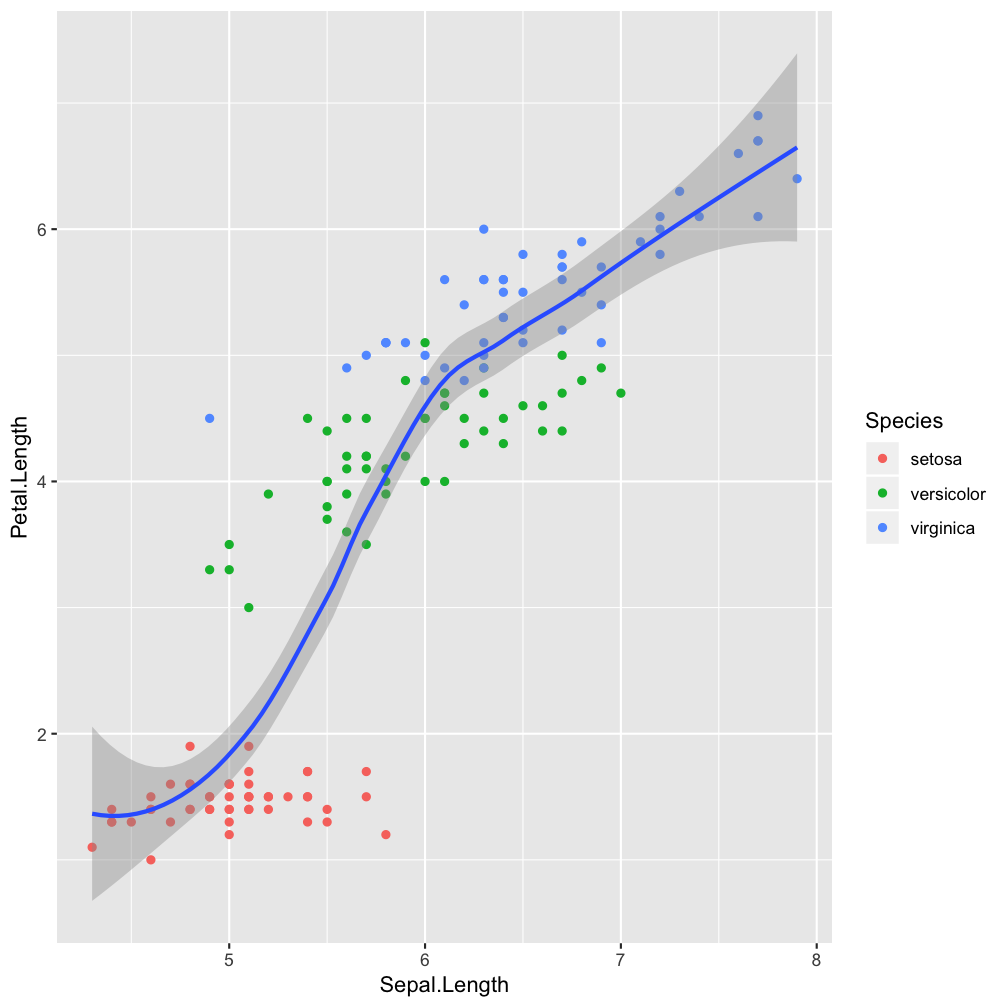 6
4
2
5 6 7 8
Sepal.Length
Petal.Length
Species
setosa
versicolor
virginica